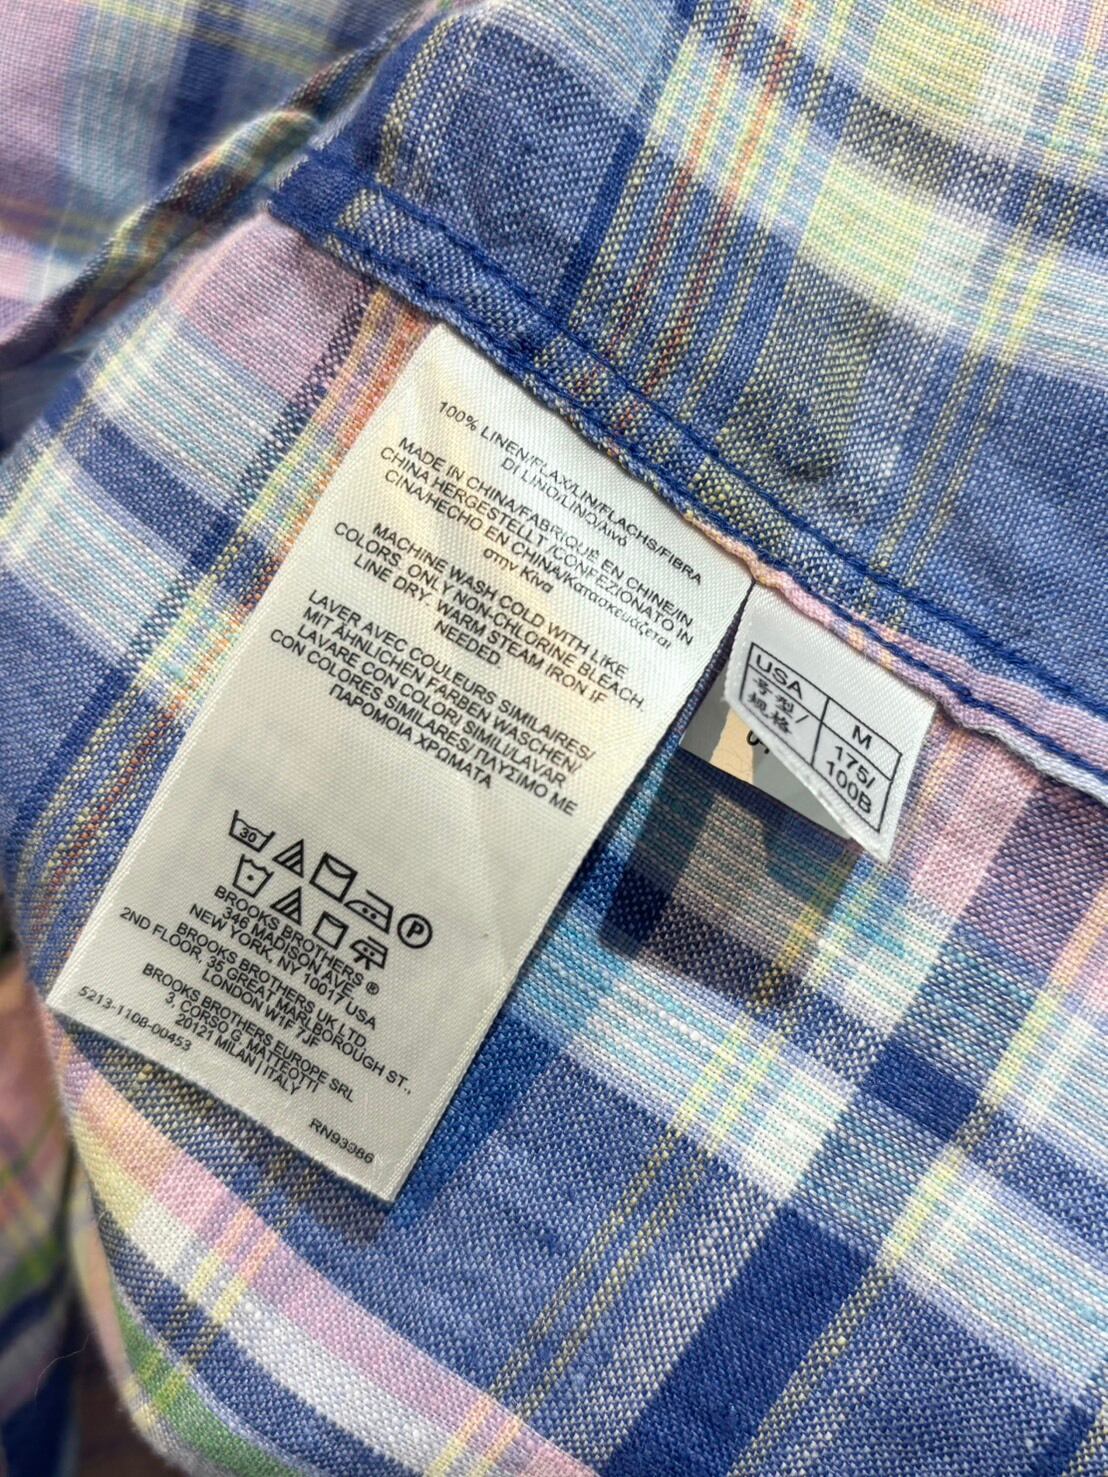 100% LINEN/FLAX/LIN/FLACHS/FIBRA
DI LINO/LINO/Λινό
MADE IN CHINA/FABRIQUÉ EN CHINE/IN
CHINA HERGESTELLT /CONFEZIONATO IN
CINA/HECHO EN CHINA/Κατασκευάζεται
στην Κίνα
MACHINE WASH COLD WITH LIKE
COLORS. ONLY NON-CHLORINE BLEACH.
LINE DRY. WARM STEAM IRON IF
NEEDED
LAVER AVEC COULEURS SIMILAIRES/
MIT ÄHNLICHEN FARBEN WASCHEN/
LAVARE CON COLORI SIMILI/LAVAR
CON COLORES SIMILARES/ ΠΛΥΣΙΜΟ ΜΕ
ΠΑΡΟΜΟΙΑ ΧΡΩΜΑΤΑ
30
P
BROOKS BROTHERS ®
346 MADISON AVE
NEW YORK, NY 10017 USA
BROOKS BROTHERS UK LTD.
2ND FLOOR, 35 GREAT MARLBOROUGH ST.,
LONDON W1F 7JF
BROOKS BROTHERS EUROPE SRL
3, CORSO G. MATTEOTTI
20121 MILAN | ITALY
5213-1108-00453
RN93986
USA M
号型/ 175/
规格 100B